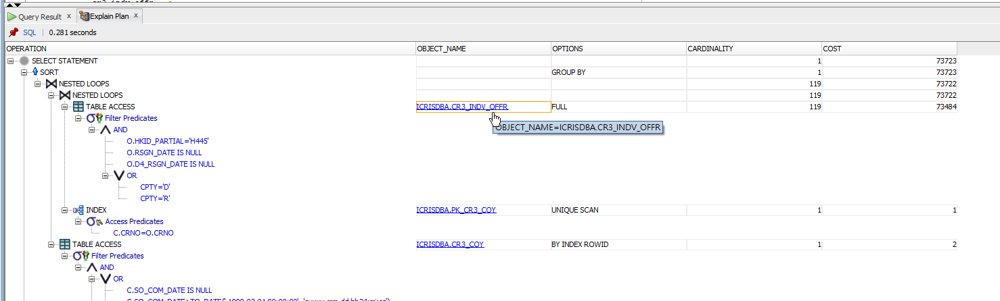 Query Result x Explain Plan x
SQL | 0.281 seconds
OPERATION OBJECT_NAME OPTIONS CARDINALITY COST
SELECT STATEMENT 1 73723
SORT GROUP BY 1 73723
NESTED LOOPS 119 73722
NESTED LOOPS 119 73722
TABLE ACCESS ICRISDBA.CR3_INDV_OFFR FULL 119 73484
Filter Predicates
OBJECT_NAME=ICRISDBA.CR3_INDV_OFFR
AND
O.HKID_PARTIAL='H445'
O.RSGN_DATE IS NULL
O.D4_RSGN_DATE IS NULL
OR
CPTY='D'
CPTY='R'
INDEX ICRISDBA.PK_CR3_COY UNIQUE SCAN 1 1
Access Predicates
C.CRNO=O.CRNO
TABLE ACCESS ICRISDBA.CR3_COY BY INDEX ROWID 1 2
Filter Predicates
AND
OR
C.SO_COM_DATE IS NULL